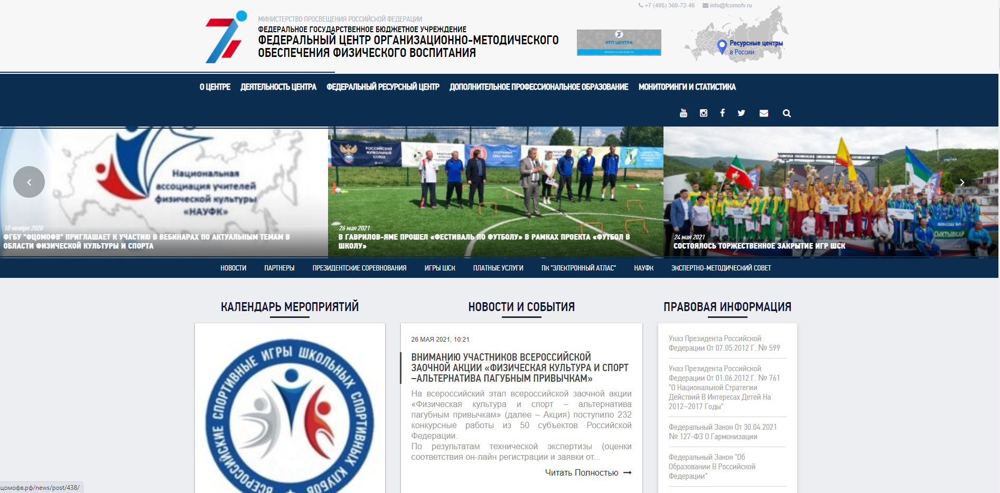 +7 (495) 360-72-46 info@fcomofv.ru
МИНИСТЕРСТВО ПРОСВЕЩЕНИЯ РОССИЙСКОЙ ФЕДЕРАЦИИ
ФЕДЕРАЛЬНОЕ ГОСУДАРСТВЕННОЕ БЮДЖЕТНОЕ УЧРЕЖДЕНИЕ
ФЕДЕРАЛЬНЫЙ ЦЕНТР ОРГАНИЗАЦИОННО-МЕТОДИЧЕСКОГО
ОБЕСПЕЧЕНИЯ ФИЗИЧЕСКОГО ВОСПИТАНИЯ
ИТП ЦЕНТРА
Ресурсные центры
в России
О ЦЕНТРЕ ДЕЯТЕЛЬНОСТЬ ЦЕНТРА ФЕДЕРАЛЬНЫЙ РЕСУРСНЫЙ ЦЕНТР ДОПОЛНИТЕЛЬНОЕ ПРОФЕССИОНАЛЬНОЕ ОБРАЗОВАНИЕ МОНИТОРИНГИ И СТАТИСТИКА
You Tube
Национальная
ассоциация учителей
физической культуры
«НАУФК»
10 ноября 2020
ФГБУ "ФЦОМОФВ" ПРИГЛАШАЕТ К УЧАСТИЮ В ВЕБИНАРАХ ПО АКТУАЛЬНЫМ ТЕМАМ В
ОБЛАСТИ ФИЗИЧЕСКОЙ КУЛЬТУРЫ И СПОРТА
РОССИЙСКИЙ
ФУТБОЛЬНЫЙ
СОЮЗ
26 мая 2021
В ГАВРИЛОВ-ЯМЕ ПРОШЕЛ «ФЕСТИВАЛЬ ПО ФУТБОЛУ» В РАМКАХ ПРОЕКТА «ФУТБОЛ В
ШКОЛУ»
СЫКТЫВКАР
2
3
24 мая 2021
СОСТОЯЛОСЬ ТОРЖЕСТВЕННОЕ ЗАКРЫТИЕ ИГР ШСК
НОВОСТИ ПАРТНЕРЫ ПРЕЗИДЕНТСКИЕ СОРЕВНОВАНИЯ ИГРЫ ШСК ПЛАТНЫЕ УСЛУГИ ПК "ЭЛЕКТРОННЫЙ АТЛАС" НАУФК ЭКСПЕРТНО-МЕТОДИЧЕСКИЙ СОВЕТ
КАЛЕНДАРЬ МЕРОПРИЯТИЙ
ВСЕРОССИЙСКИЕ СПОРТИВНЫЕ ИГРЫ ШКОЛЬНЫХ СПОРТИВНЫХ КЛУБОВ
НОВОСТИ И СОБЫТИЯ
26 МАЯ 2021, 10:21
ВНИМАНИЮ УЧАСТНИКОВ ВСЕРОССИЙСКОЙ
ЗАОЧНОЙ АКЦИИ «ФИЗИЧЕСКАЯ КУЛЬТУРА И СПОРТ
–АЛЬТЕРНАТИВА ПАГУБНЫМ ПРИВЫЧКАМ»
На всероссийский этап всероссийской заочной акции
«Физическая культура и спорт – альтернатива
пагубным привычкам» (далее – Акция) поступило 232
конкурсные работы из 50 субъектов Российской
Федерации.
По результатам технической экспертизы (оценки
соответствия он-лайн регистрации и заявки от...
Читать Полностью
ПРАВОВАЯ ИНФОРМАЦИЯ
Указ Президента Российской
Федерации От 07.05.2012 Г. № 599
Указ Президента Российской
Федерации От 01.06.2012 Г. № 761
"О Национальной Стратегии
Действий В Интересах Детей На
2012–2017 Годы"
Федеральный Закон От 30.04.2021
№ 127-ФЗ О Гармонизации
Федеральный Закон "Об
Образовании В Российской
Федерации"
цомофв.рф/news/post/438/